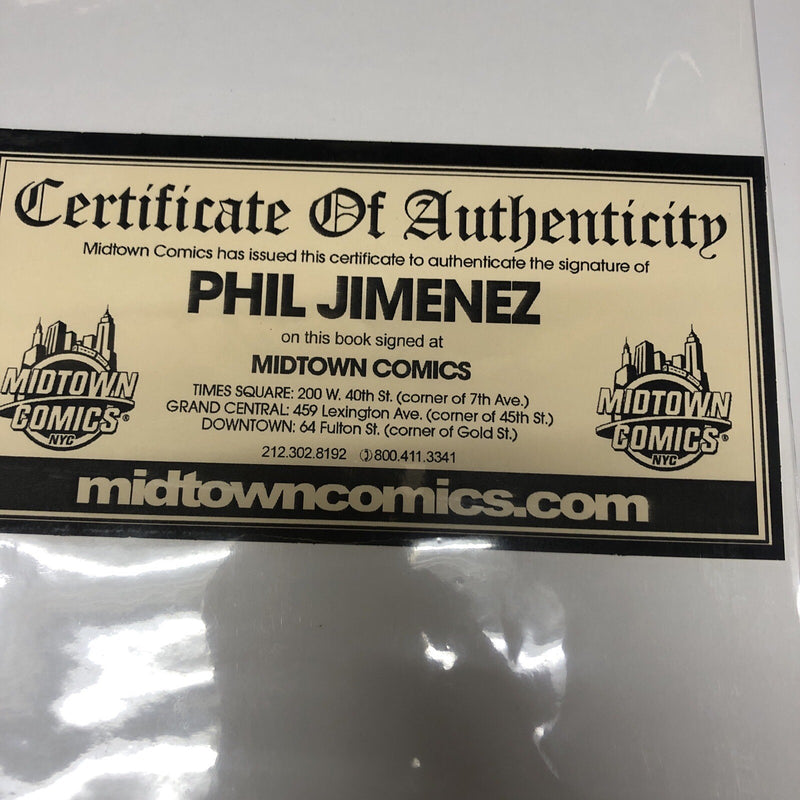 Certificate Of Authenticity
Midtown Comics has issued this certificate to authenticate the signature of
PHIL JIMENEZ
on this book signed at
MIDTOWN COMICS
TIMES SQUARE: 200 W. 40th St. (corner of 7th Ave.)
GRAND CENTRAL: 459 Lexington Ave. (corner of 45th St.)
DOWNTOWN: 64 Fulton St. (corner of Gold St.)
212.302.8192 800.411.3341
MIDTOWN
COMICS®
NYC
MIDTOWN
COMICS®
NYC
midtowncomics.com